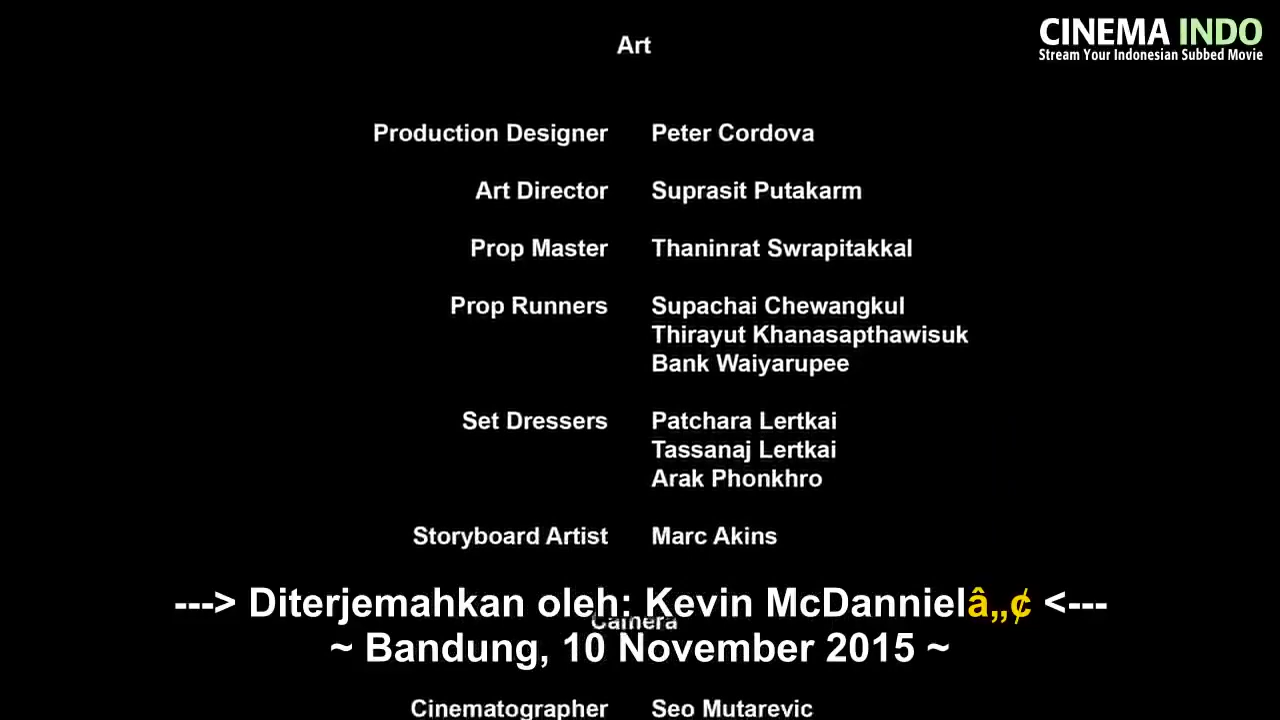 CINEMA INDO
Stream Your Indonesian Subbed Movie
Art
Production Designer Peter Cordova
Art Director Suprasit Putakarm
Prop Master Thaninrat Swrapitakkal
Prop Runners Supachai Chewangkul
Thirayut Khanasapthawisuk
Bank Waiyarupee
Set Dressers Patchara Lertkai
Tassanaj Lertkai
Arak Phonkhro
Storyboard Artist Marc Akins
---> Diterjemahkan oleh: Kevin McDannielâ„¢ <---
Camera
~ Bandung, 10 November 2015 ~
Cinematographer Seo Mutarevic